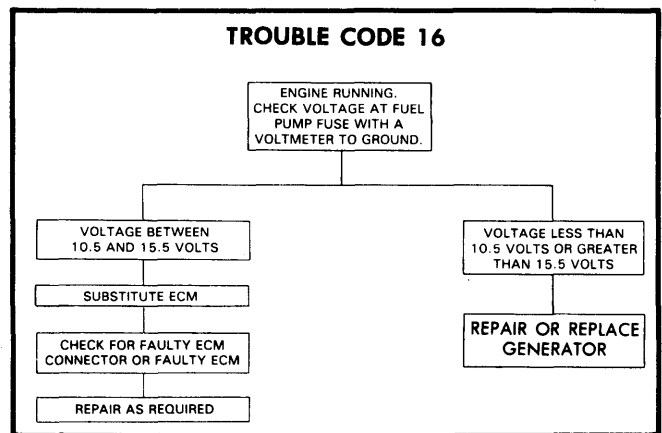 TROUBLE CODE 16
ENGINE RUNNING.
CHECK VOLTAGE AT FUEL
PUMP FUSE WITH A
VOLTMETER TO GROUND.
VOLTAGE BETWEEN
10.5 AND 15.5 VOLTS
SUBSTITUTE ECM
CHECK FOR FAULTY ECM
CONNECTOR OR FAULTY ECM
REPAIR AS REQUIRED
VOLTAGE LESS THAN
10.5 VOLTS OR GREATER
THAN 15.5 VOLTS
REPAIR OR REPLACE
GENERATOR